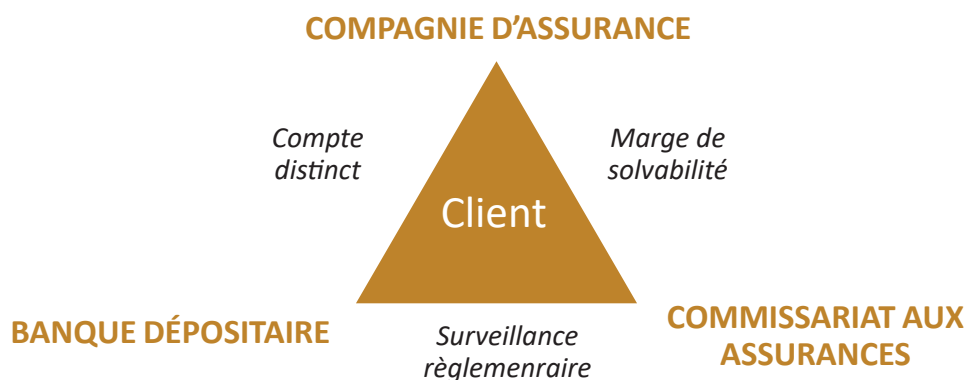 COMPAGNIE D’ASSURANCE
Compte
distinct
Marge de
solvabilité
Client
BANQUE DÉPOSITAIRE
Surveillance
règlemenraire
COMMISSARIAT AUX
ASSURANCES